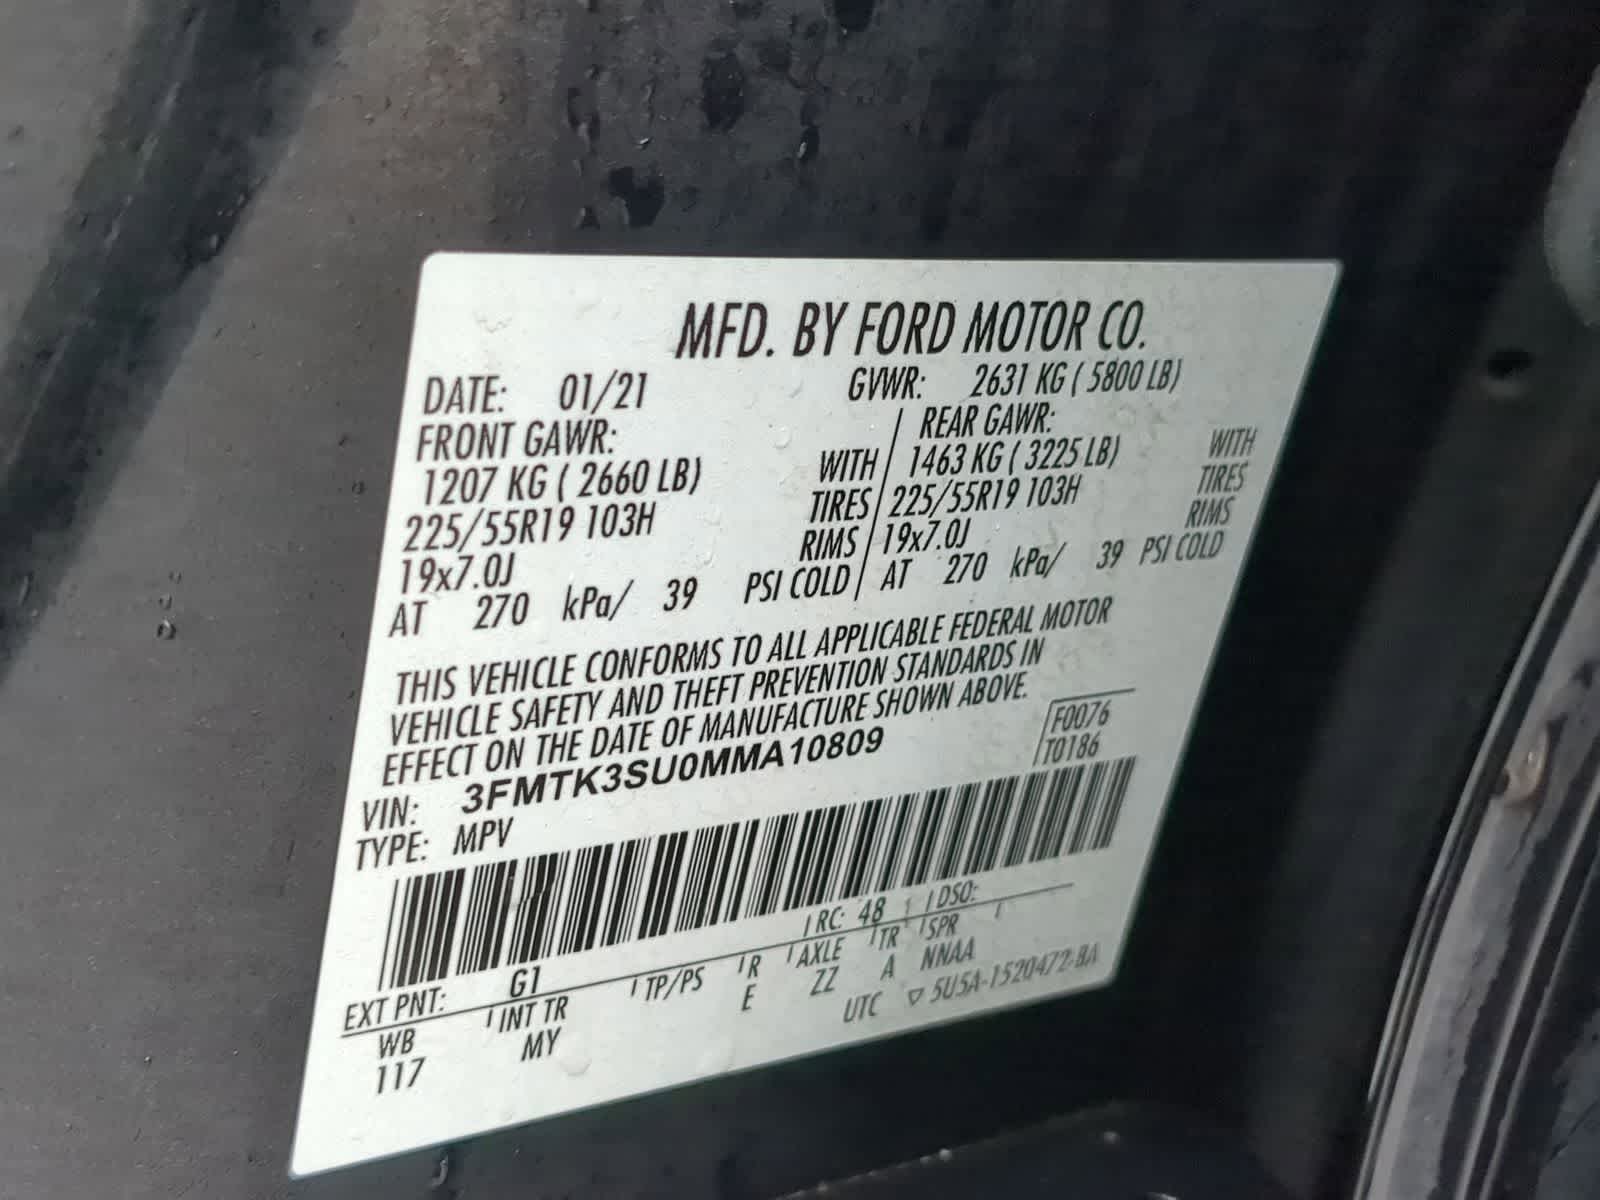 MFD. BY FORD MOTOR CO.
DATE: 01/21 GVWR: 2631 KG ( 5800 LB)
FRONT GAWR: REAR GAWR:
1207 KG ( 2660 LB) WITH 1463 KG ( 3225 LB) WITH
225/55R19 103H TIRES 225/55R19 103H TIRES
19x7.0J RIMS 19x7.0J RIMS
AT 270 kPa/ 39 PSI COLD AT 270 kPa/ 39 PSI COLD
THIS VEHICLE CONFORMS TO ALL APPLICABLE FEDERAL MOTOR
VEHICLE SAFETY AND THEFT PREVENTION STANDARDS IN
EFFECT ON THE DATE OF MANUFACTURE SHOWN ABOVE.
VIN: 3FMTK3SU0MMA10809
F0076
T0186
TYPE: MPV
EXT PNT: G1 RC: 48 DSO:
WB INT TR TP/PS R AXLE TR SPR
117 MY E ZZ A NNAA
UTC ▽ 5U5A-1520472-BA